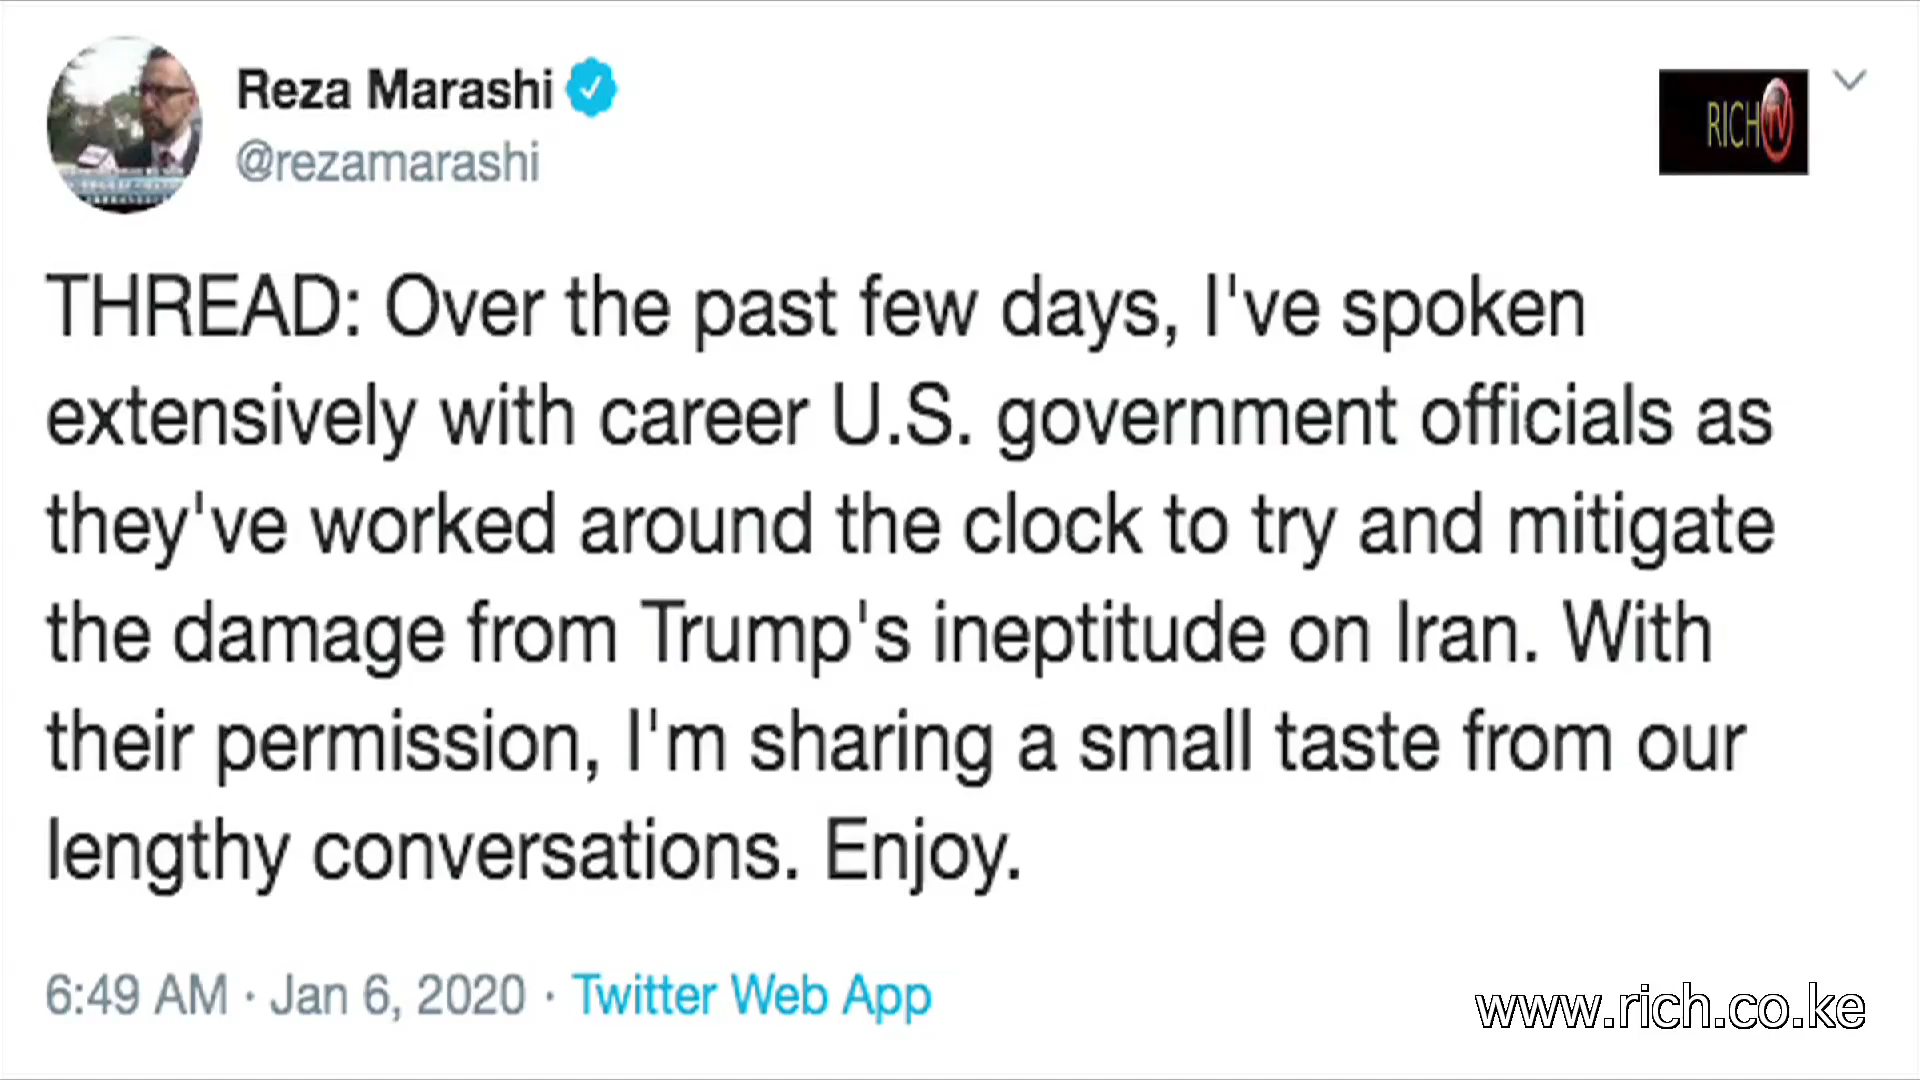 Reza Marashi
@rezamarashi
RICH TV
THREAD: Over the past few days, I've spoken
extensively with career U.S. government officials as
they've worked around the clock to try and mitigate
the damage from Trump's ineptitude on Iran. With
their permission, I'm sharing a small taste from our
lengthy conversations. Enjoy.
6:49 AM · Jan 6, 2020 · Twitter Web App
www.rich.co.ke